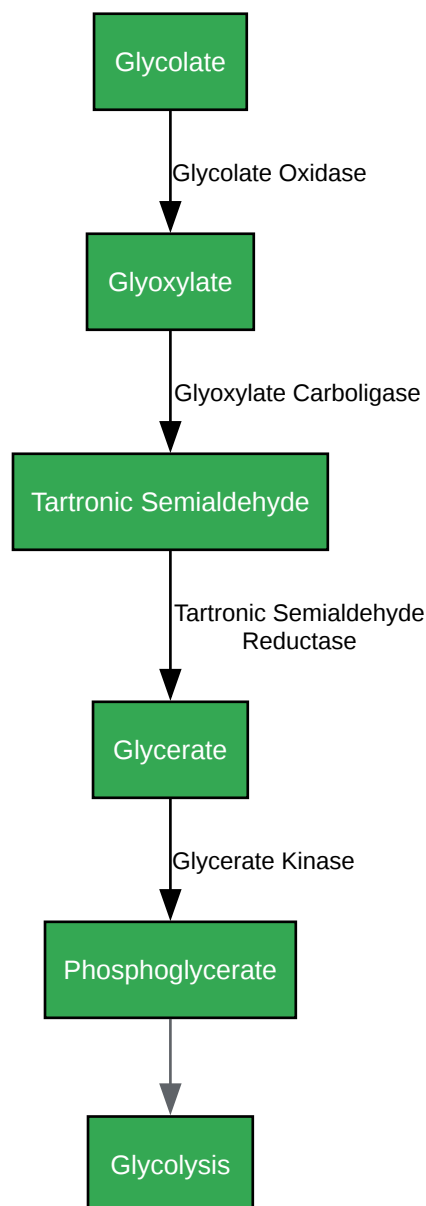 Glycolate
Glycolate Oxidase
Glyoxylate
Glyoxylate Carboligase
Tartronic Semialdehyde
Tartronic Semialdehyde
Reductase
Glycerate
Glycerate Kinase
Phosphoglycerate
Glycolysis